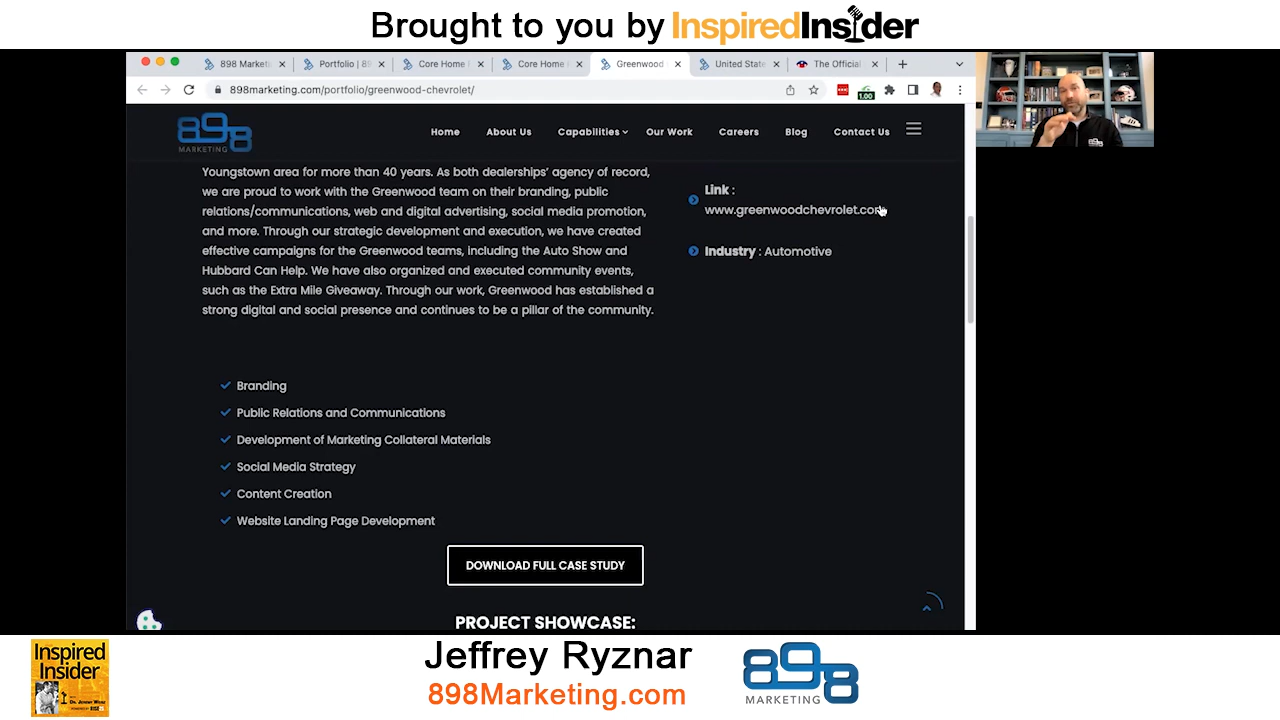 Brought to you by InspiredInsider
898 Market
Portfolio | 89
Core Home
Core Home
Greenwood
United State
The Official
898marketing.com/portfolio/greenwood-chevrolet/
1.00
898
MARKETING
Home
About Us
Capabilities
Our Work
Careers
Blog
Contact Us
Youngstown area for more than 40 years. As both dealerships' agency of record,
we are proud to work with the Greenwood team on their branding, public
relations/communications, web and digital advertising, social media promotion,
and more. Through our strategic development and execution, we have created
effective campaigns for the Greenwood teams, including the Auto Show and
Hubbard Can Help. We have also organized and executed community events,
such as the Extra Mile Giveaway. Through our work, Greenwood has established a
strong digital and social presence and continues to be a pillar of the community.
Link :
www.greenwoodchevrolet.com
Industry : Automotive
Branding
Public Relations and Communications
Development of Marketing Collateral Materials
Social Media Strategy
Content Creation
Website Landing Page Development
DOWNLOAD FULL CASE STUDY
PROJECT SHOWCASE:
Inspired
Insider
Jeffrey Ryznar
898Marketing.com
898
MARKETING